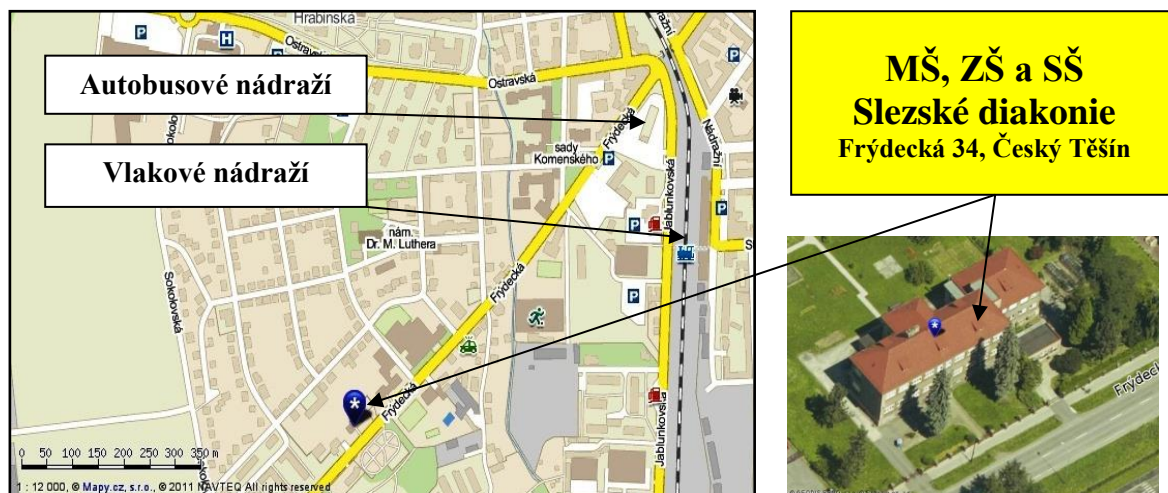 Hrabinská
Ostravská
Autobusové nádraží
Ostravská
Nádražní
Frýdecká
sady
Komenského
Vlakové nádraží
Jablunkovská
nám.
Dr. M. Luthera
Sokolovská
Frýdecká
Frýdecká
Jablunkovská
0 50 100 150 200 250 300 350 m
1 : 12 000, © Mapy.cz, s.r.o., © 2011 NAVTEQ All rights reserved
MŠ, ZŠ a SŠ
Slezské diakonie
Frýdecká 34, Český Těšín